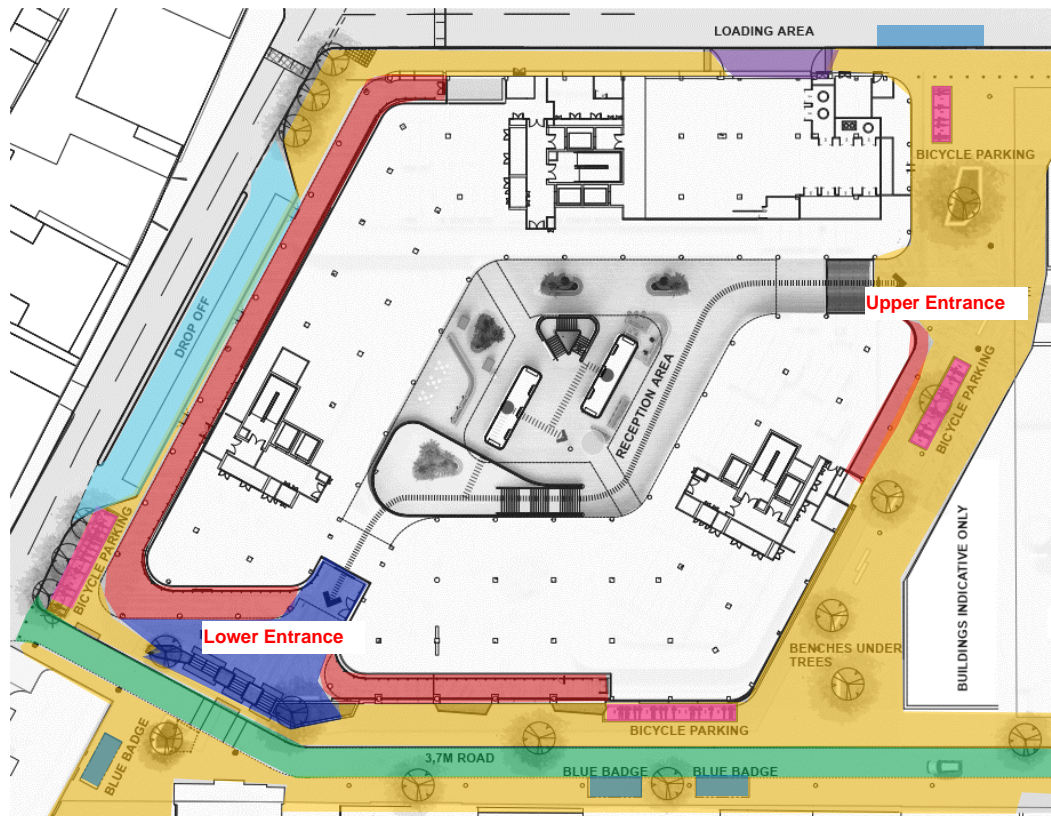 LOADING AREA
BICYCLE PARKING
Upper Entrance
DROP OFF
RECEPTION AREA
BICYCLE PARKING
BICYCLE PARKING
Lower Entrance
BENCHES UNDER
TREES
BUILDINGS INDICATIVE ONLY
BICYCLE PARKING
BLUE BADGE
3,7M ROAD
BLUE BADGE
BLUE BADGE